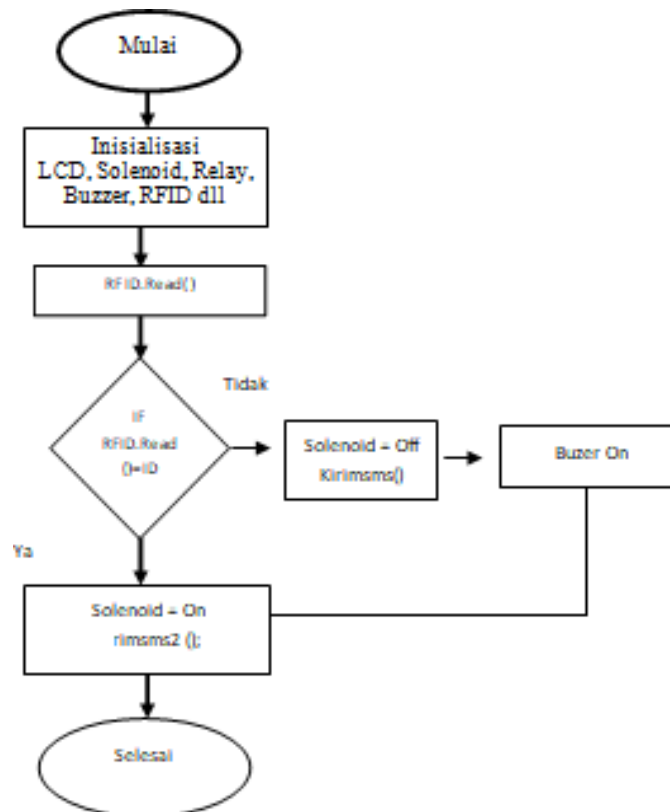 Mulai
Inisialisasi
LCD, Solenoid, Relay,
Buzzer, RFID dll
RFID.Read()
Tidak
IF
RFID.Read
()=ID
Solenoid = Off
Kirimsms()
Buzer On
Ya
Solenoid = On
rimsms2 ();
Selesai